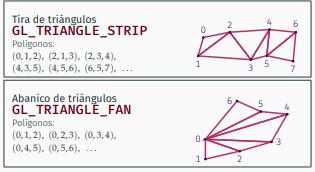 Tira de triángulos
GL_TRIANGLE_STRIP
Polígonos:
(0,1,2), (2,1,3), (2,3,4),
(4,3,5), (4,5,6), (6,5,7), ...
0 2 4 6
1 3 5 7
Abanico de triángulos
GL_TRIANGLE_FAN
Polígonos:
(0,1,2), (0,2,3), (0,3,4),
(0,4,5), (0,5,6), ...
6 5 4
0 3
1 2